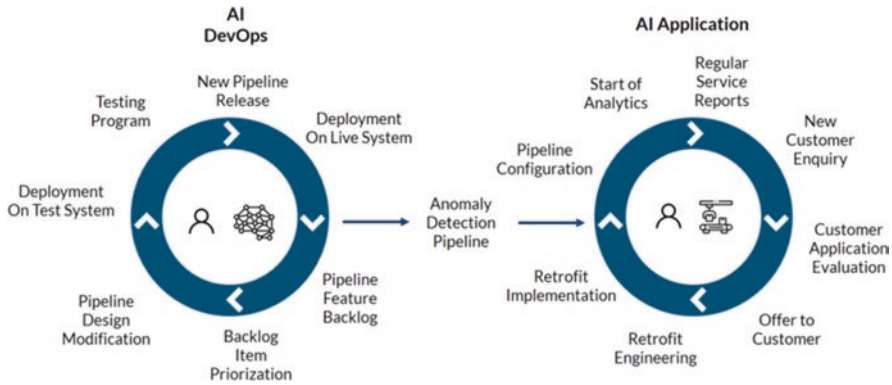 AI
DevOps
New Pipeline
Release
Deployment
On Live System
Pipeline
Feature
Backlog
Backlog
Item
Priorization
Pipeline
Design
Modification
Deployment
On Test System
Testing
Program
Anomaly
Detection
Pipeline
AI Application
Regular
Service
Reports
New
Customer
Enquiry
Customer
Application
Evaluation
Offer to
Customer
Retrofit
Engineering
Retrofit
Implementation
Pipeline
Configuration
Start of
Analytics